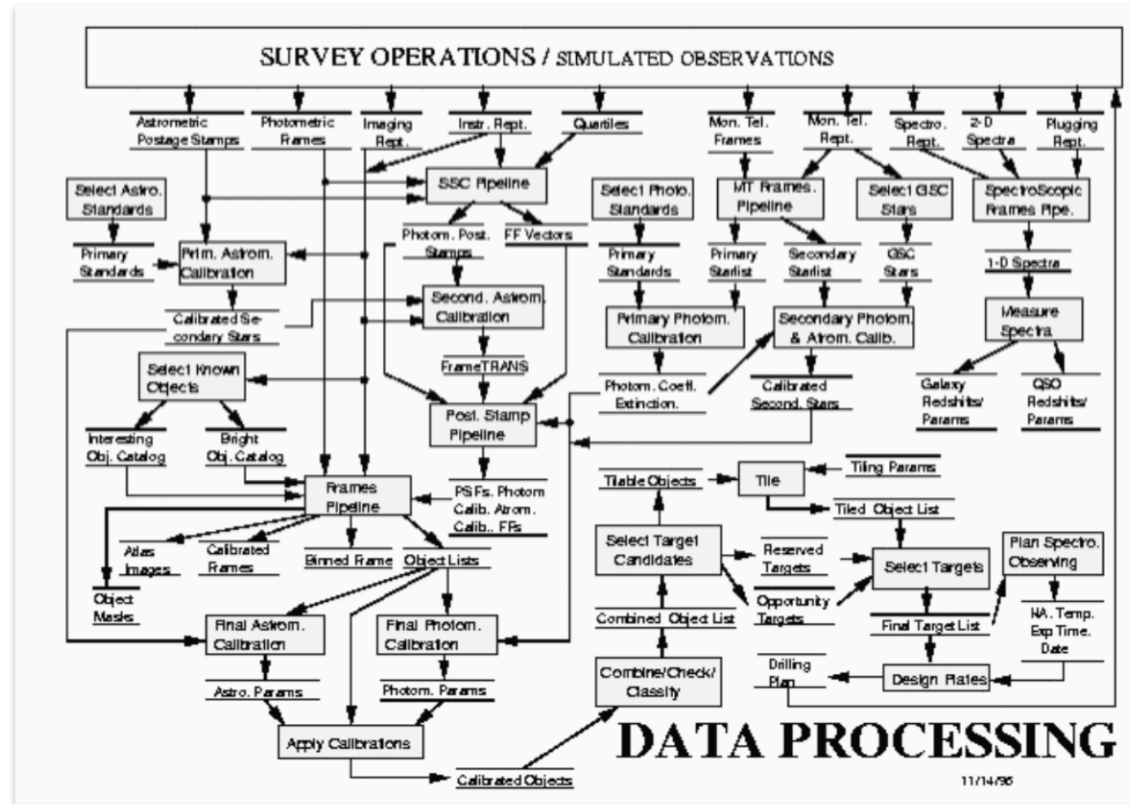 SURVEY OPERATIONS / SIMULATED OBSERVATIONS
Astrometric
Postage Stamps
Photometric
Frames
Imaging
Rept.
Instr. Rept.
Quartiles
Mon. Tel.
Frames
Mon. Tel.
Rept.
Spectro.
Rept.
2-D
Spectra
Plugging
Rept.
Select Astro.
Standards
SSC Pipeline
Select Photo.
Standards
MT Frames.
Pipeline
Select GSC
Stars
SpectroScopic
Frames Pipe.
Primary
Standards
Prim. Astrom.
Calibration
Photom. Post.
Stamps
FF Vectors
Primary
Standards
Primary
Starlist
Secondary
Starlist
GSC
Stars
1-D Spectra
Calibrated Se-
condary Stars
Second. Astrom.
Calibration
Primary Photom.
Calibration
Secondary Photom.
& Atrom. Calib.
Measure
Spectra
Select Known
Objects
FrameTRANS
Photom. Coeff.
Extinction.
Calibrated
Second. Stars
Galaxy
Redshifts/
Params
QSO
Redshifts/
Params
Post. Stamp
Pipeline
Interesting
Obj. Catalog
Bright
Obj. Catalog
Frames
Pipeline
PSFs. Photom
Calib. Atrom.
Calib.. FFs
Tilable Objects
Tile
Tiling Params
Tiled Object List
Atlas
Images
Calibrated
Frames
Binned Frame
Object Lists
Select Target
Candidates
Reserved
Targets
Select Targets
Plan Spectro.
Observing
Object
Masks
Opportunity
Targets
Final Astrom.
Calibration
Final Photom.
Calibration
Combined Object List
Final Target List
HA. Temp.
Exp Time.
Date
Astro. Params
Photom. Params
Combine/Check/
Classify
Drilling
Plan
Design Plates
Apply Calibrations
Calibrated Objects
DATA PROCESSING
11/14/96